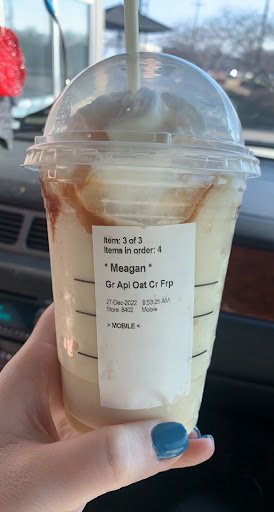 Item: 3 of 3
Items in order: 4
* Meagan *
Gr Apl Oat Cr Frp
27-Dec-2022 9:53:25 AM
Store: 8402 Mobile
> MOBILE <